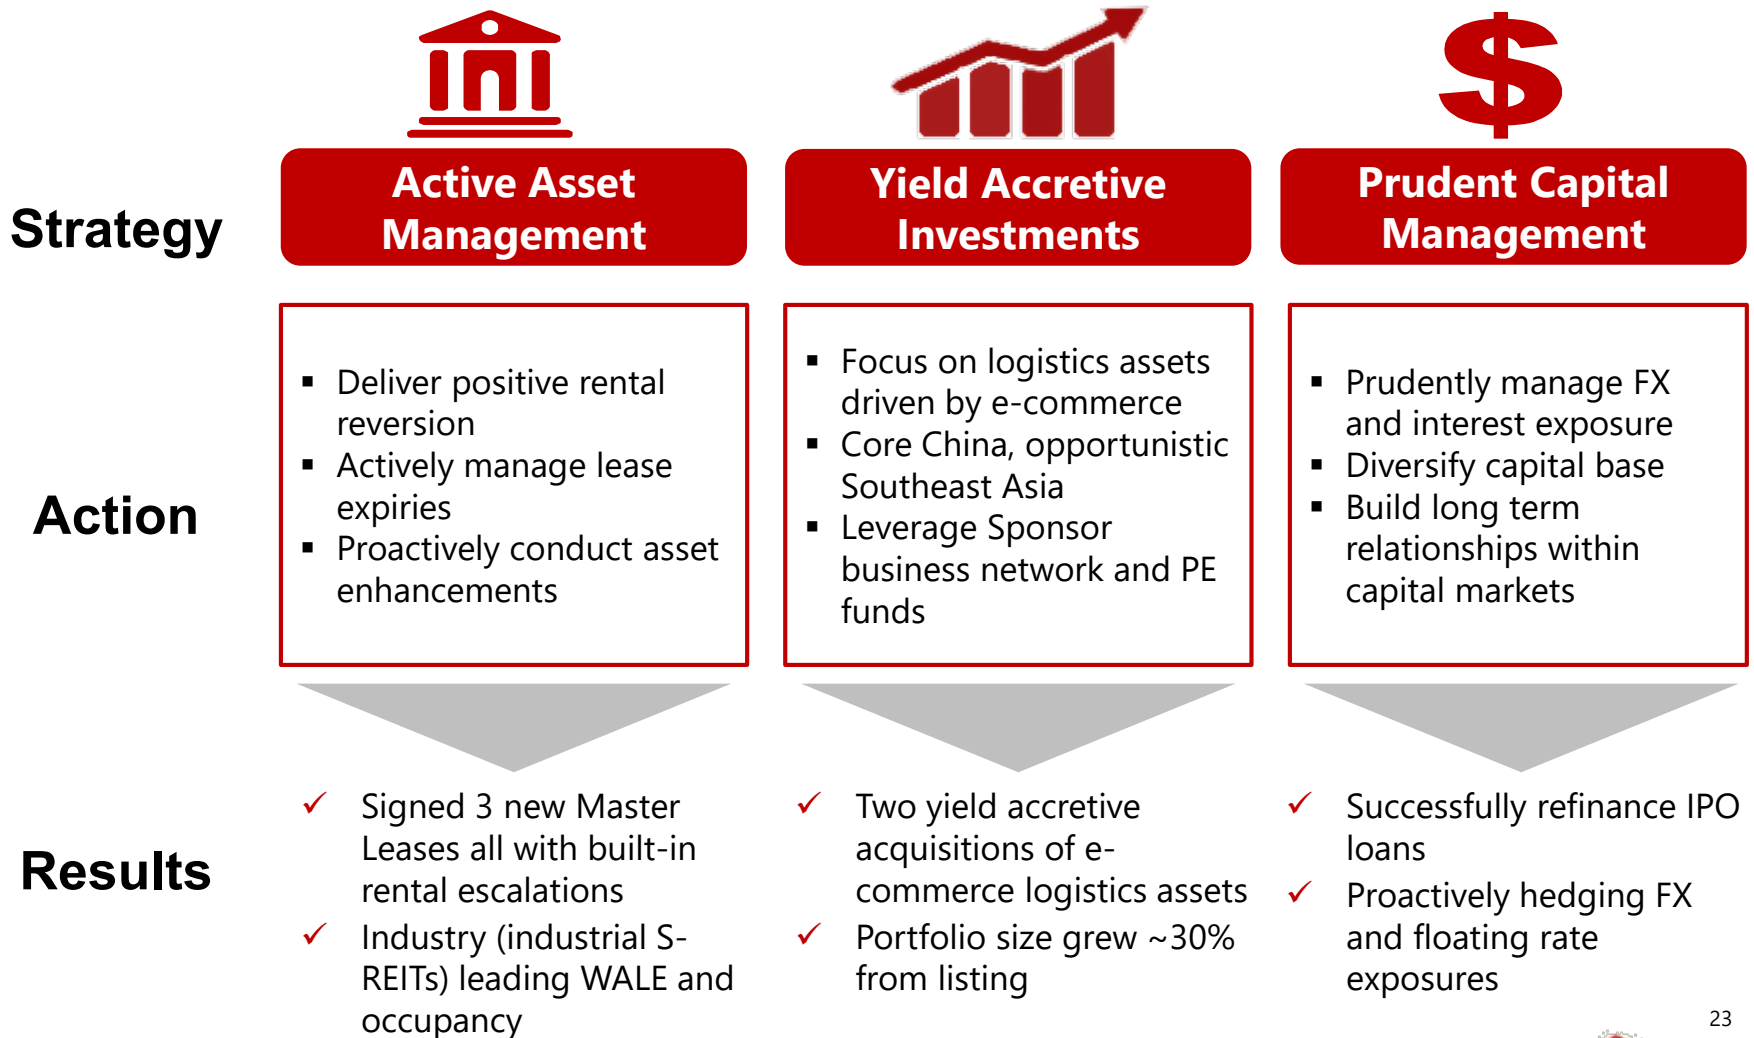 Strategy
Active Asset
Management
Yield Accretive
Investments
Prudent Capital
Management
Action
▪ Deliver positive rental
reversion
▪ Actively manage lease
expiries
▪ Proactively conduct asset
enhancements
▪ Focus on logistics assets
driven by e-commerce
▪ Core China, opportunistic
Southeast Asia
▪ Leverage Sponsor
business network and PE
funds
▪ Prudently manage FX
and interest exposure
▪ Diversify capital base
▪ Build long term
relationships within
capital markets
Results
✓ Signed 3 new Master
Leases all with built-in
rental escalations
✓ Industry (industrial S-
REITs) leading WALE and
occupancy
✓ Two yield accretive
acquisitions of e-
commerce logistics assets
✓ Portfolio size grew ~30%
from listing
✓ Successfully refinance IPO
loans
✓ Proactively hedging FX
and floating rate
exposures
23